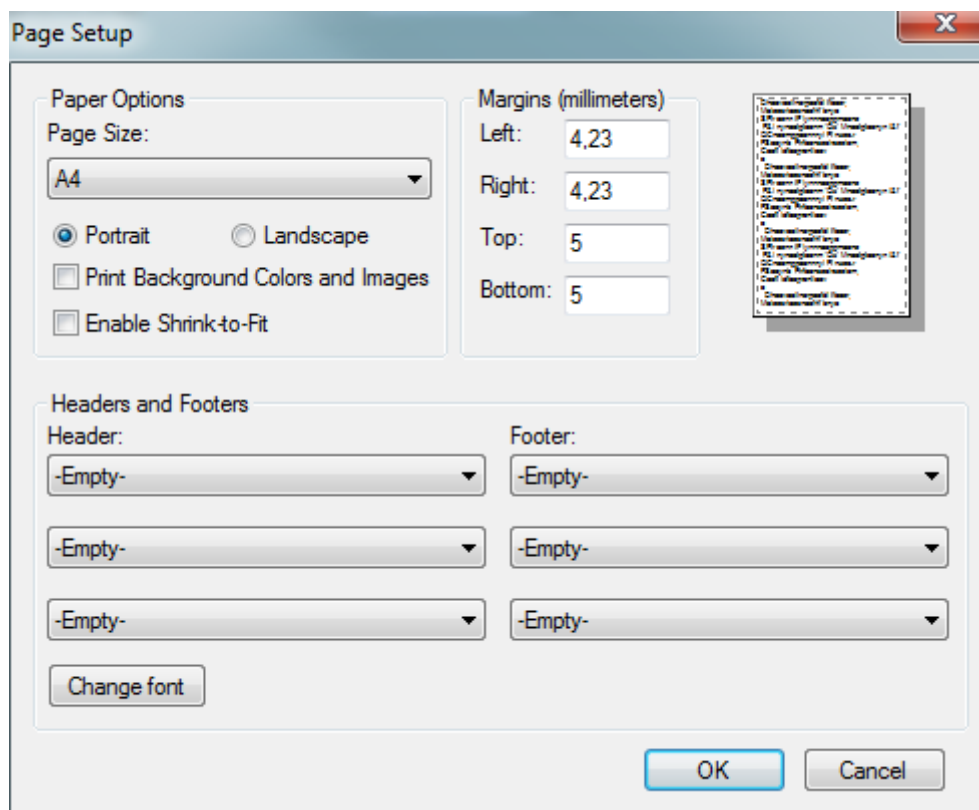 Page Setup
Paper Options
Page Size:
A4
Portrait
Landscape
Print Background Colors and Images
Enable Shrink-to-Fit
Margins (millimeters)
Left: 4,23
Right: 4,23
Top: 5
Bottom: 5
Headers and Footers
Header:
Footer:
-Empty-
-Empty-
-Empty-
-Empty-
-Empty-
-Empty-
Change font
OK
Cancel